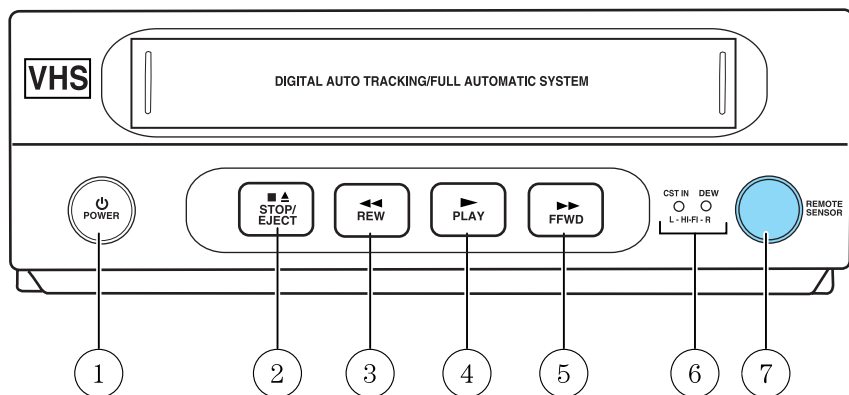 VHS
DIGITAL AUTO TRACKING/FULL AUTOMATIC SYSTEM
POWER
STOP/
EJECT
REW
PLAY
FFWD
CST IN DEW
L - HI-FI - R
REMOTE
SENSOR
1 2 3 4 5 6 7